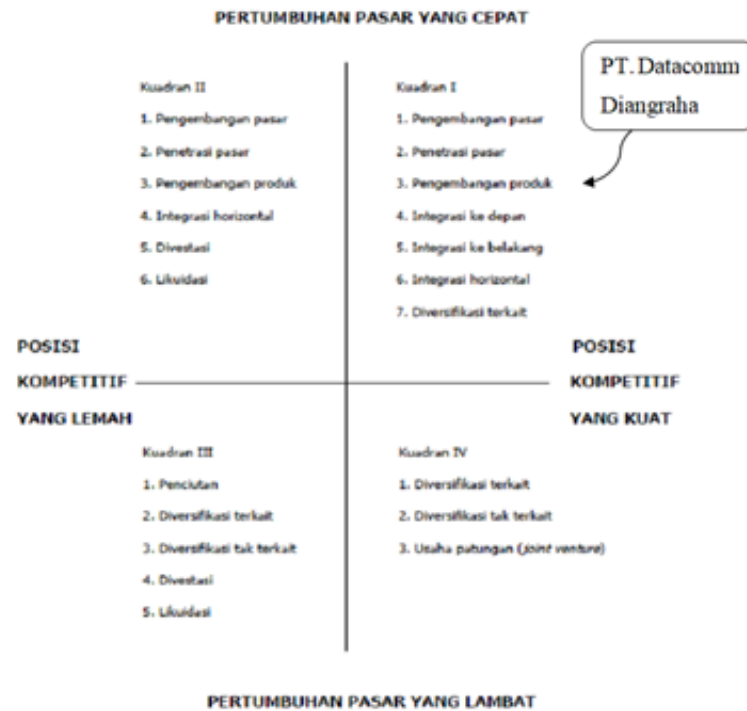 PERTUMBUHAN PASAR YANG CEPAT
PT. Datacomm
Diangraha
Kuadran II
1. Pengembangan pasar
2. Penetrasi pasar
3. Pengembangan produk
4. Integrasi horizontal
5. Divestasi
6. Likuidasi
Kuadran I
1. Pengembangan pasar
2. Penetrasi pasar
3. Pengembangan produk
4. Integrasi ke depan
5. Integrasi ke belakang
6. Integrasi horizontal
7. Diversifikasi terkait
POSISI
KOMPETITIF
YANG LEMAH
POSISI
KOMPETITIF
YANG KUAT
Kuadran III
1. Penciutan
2. Diversifikasi terkait
3. Diversifikasi tak terkait
4. Divestasi
5. Likuidasi
Kuadran IV
1. Diversifikasi terkait
2. Diversifikasi tak terkait
3. Usaha patungan (joint venture)
PERTUMBUHAN PASAR YANG LAMBAT